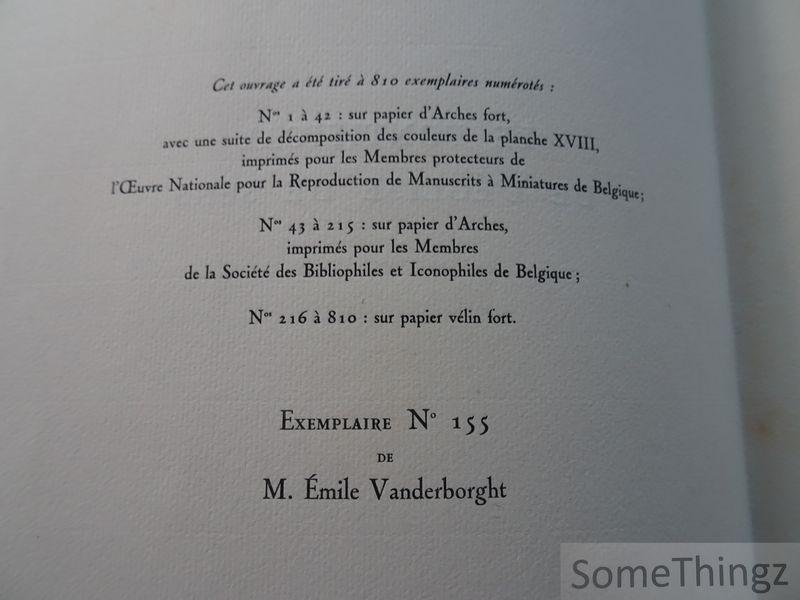 Cet ouvrage a été tiré à 810 exemplaires numérotés :
Nos 1 à 42 : sur papier d'Arches fort,
avec une suite de décomposition des couleurs de la planche XVIII,
imprimés pour les Membres protecteurs de
l'Œuvre Nationale pour la Reproduction de Manuscrits à Miniatures de Belgique ;
Nos 43 à 215 : sur papier d'Arches,
imprimés pour les Membres
de la Société des Bibliophiles et Iconophiles de Belgique ;
Nos 216 à 810 : sur papier vélin fort.
Exemplaire No 155
de
M. Émile Vanderborght
SomeThingz